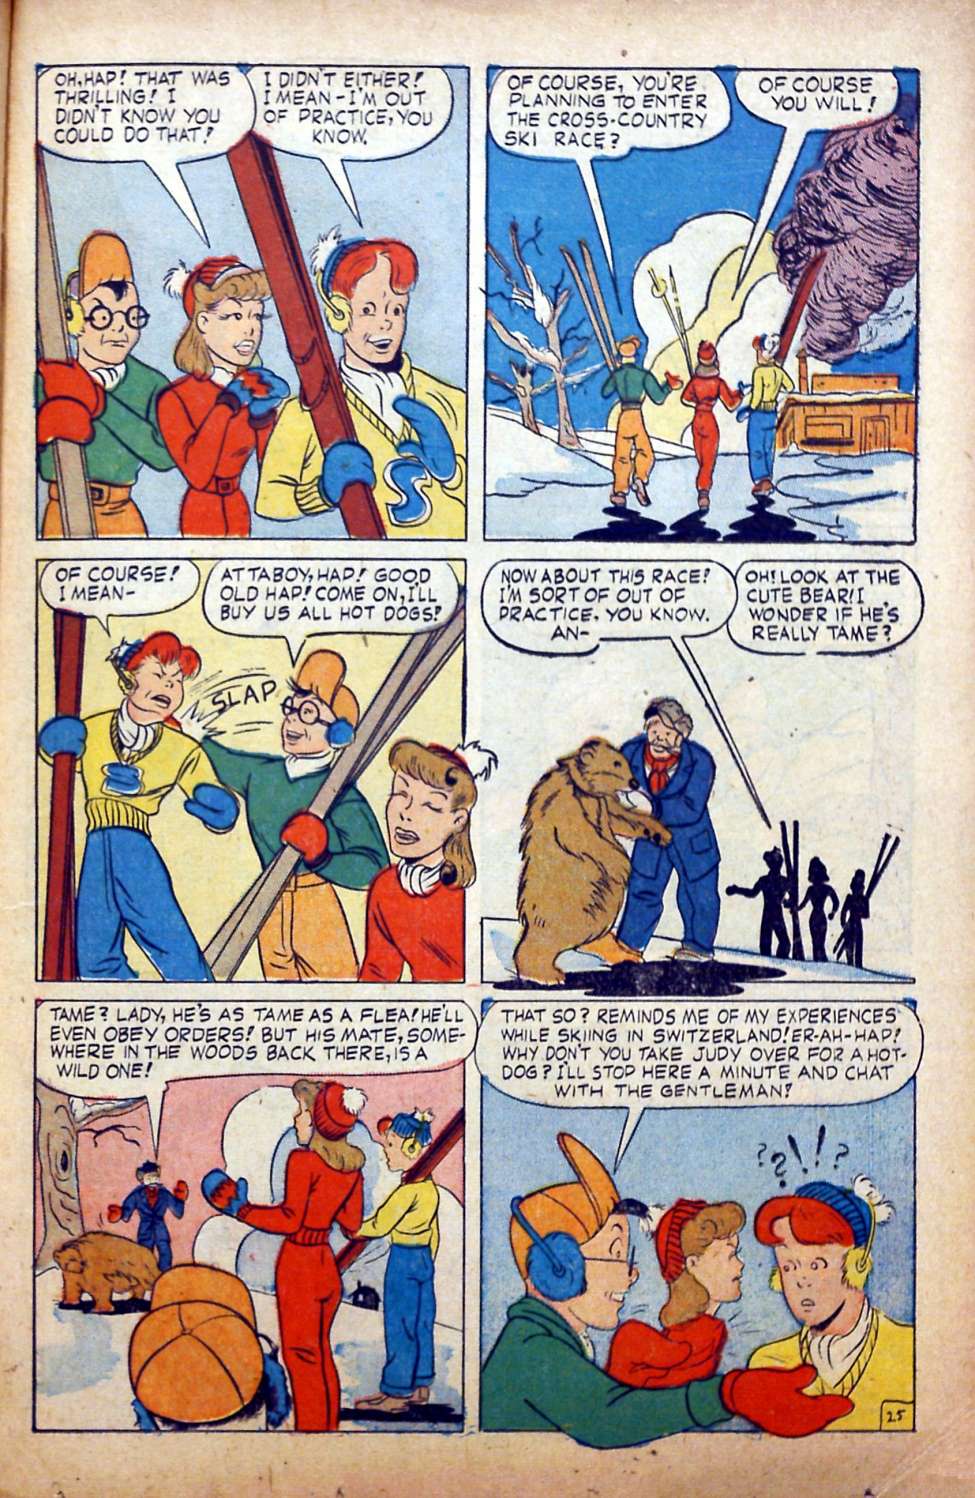 OH, HAP! THAT WAS
THRILLING! I
DIDN'T KNOW YOU
COULD DO THAT!
I DIDN'T EITHER!
I MEAN - I'M OUT
OF PRACTICE, YOU
KNOW.
OF COURSE, YOU'RE
PLANNING TO ENTER
THE CROSS-COUNTRY
SKI RACE?
OF COURSE
YOU WILL!
OF COURSE!
I MEAN-
ATTABOY, HAP! GOOD
OLD HAP! COME ON, I'LL
BUY US ALL HOT DOGS!
SLAP
NOW ABOUT THIS RACE!
I'M SORT OF OUT OF
PRACTICE, YOU KNOW.
AN-
OH! LOOK AT THE
CUTE BEAR! I
WONDER IF HE'S
REALLY TAME?
TAME? LADY, HE'S AS TAME AS A FLEA! HE'LL
EVEN OBEY ORDERS! BUT HIS MATE, SOME-
WHERE IN THE WOODS BACK THERE, IS A
WILD ONE!
THAT SO? REMINDS ME OF MY EXPERIENCES
WHILE SKIING IN SWITZERLAND! ER-AH-HAP!
WHY DON'T YOU TAKE JUDY OVER FOR A HOT-
DOG? I'LL STOP HERE A MINUTE AND CHAT
WITH THE GENTLEMAN!
??!!?
S
25